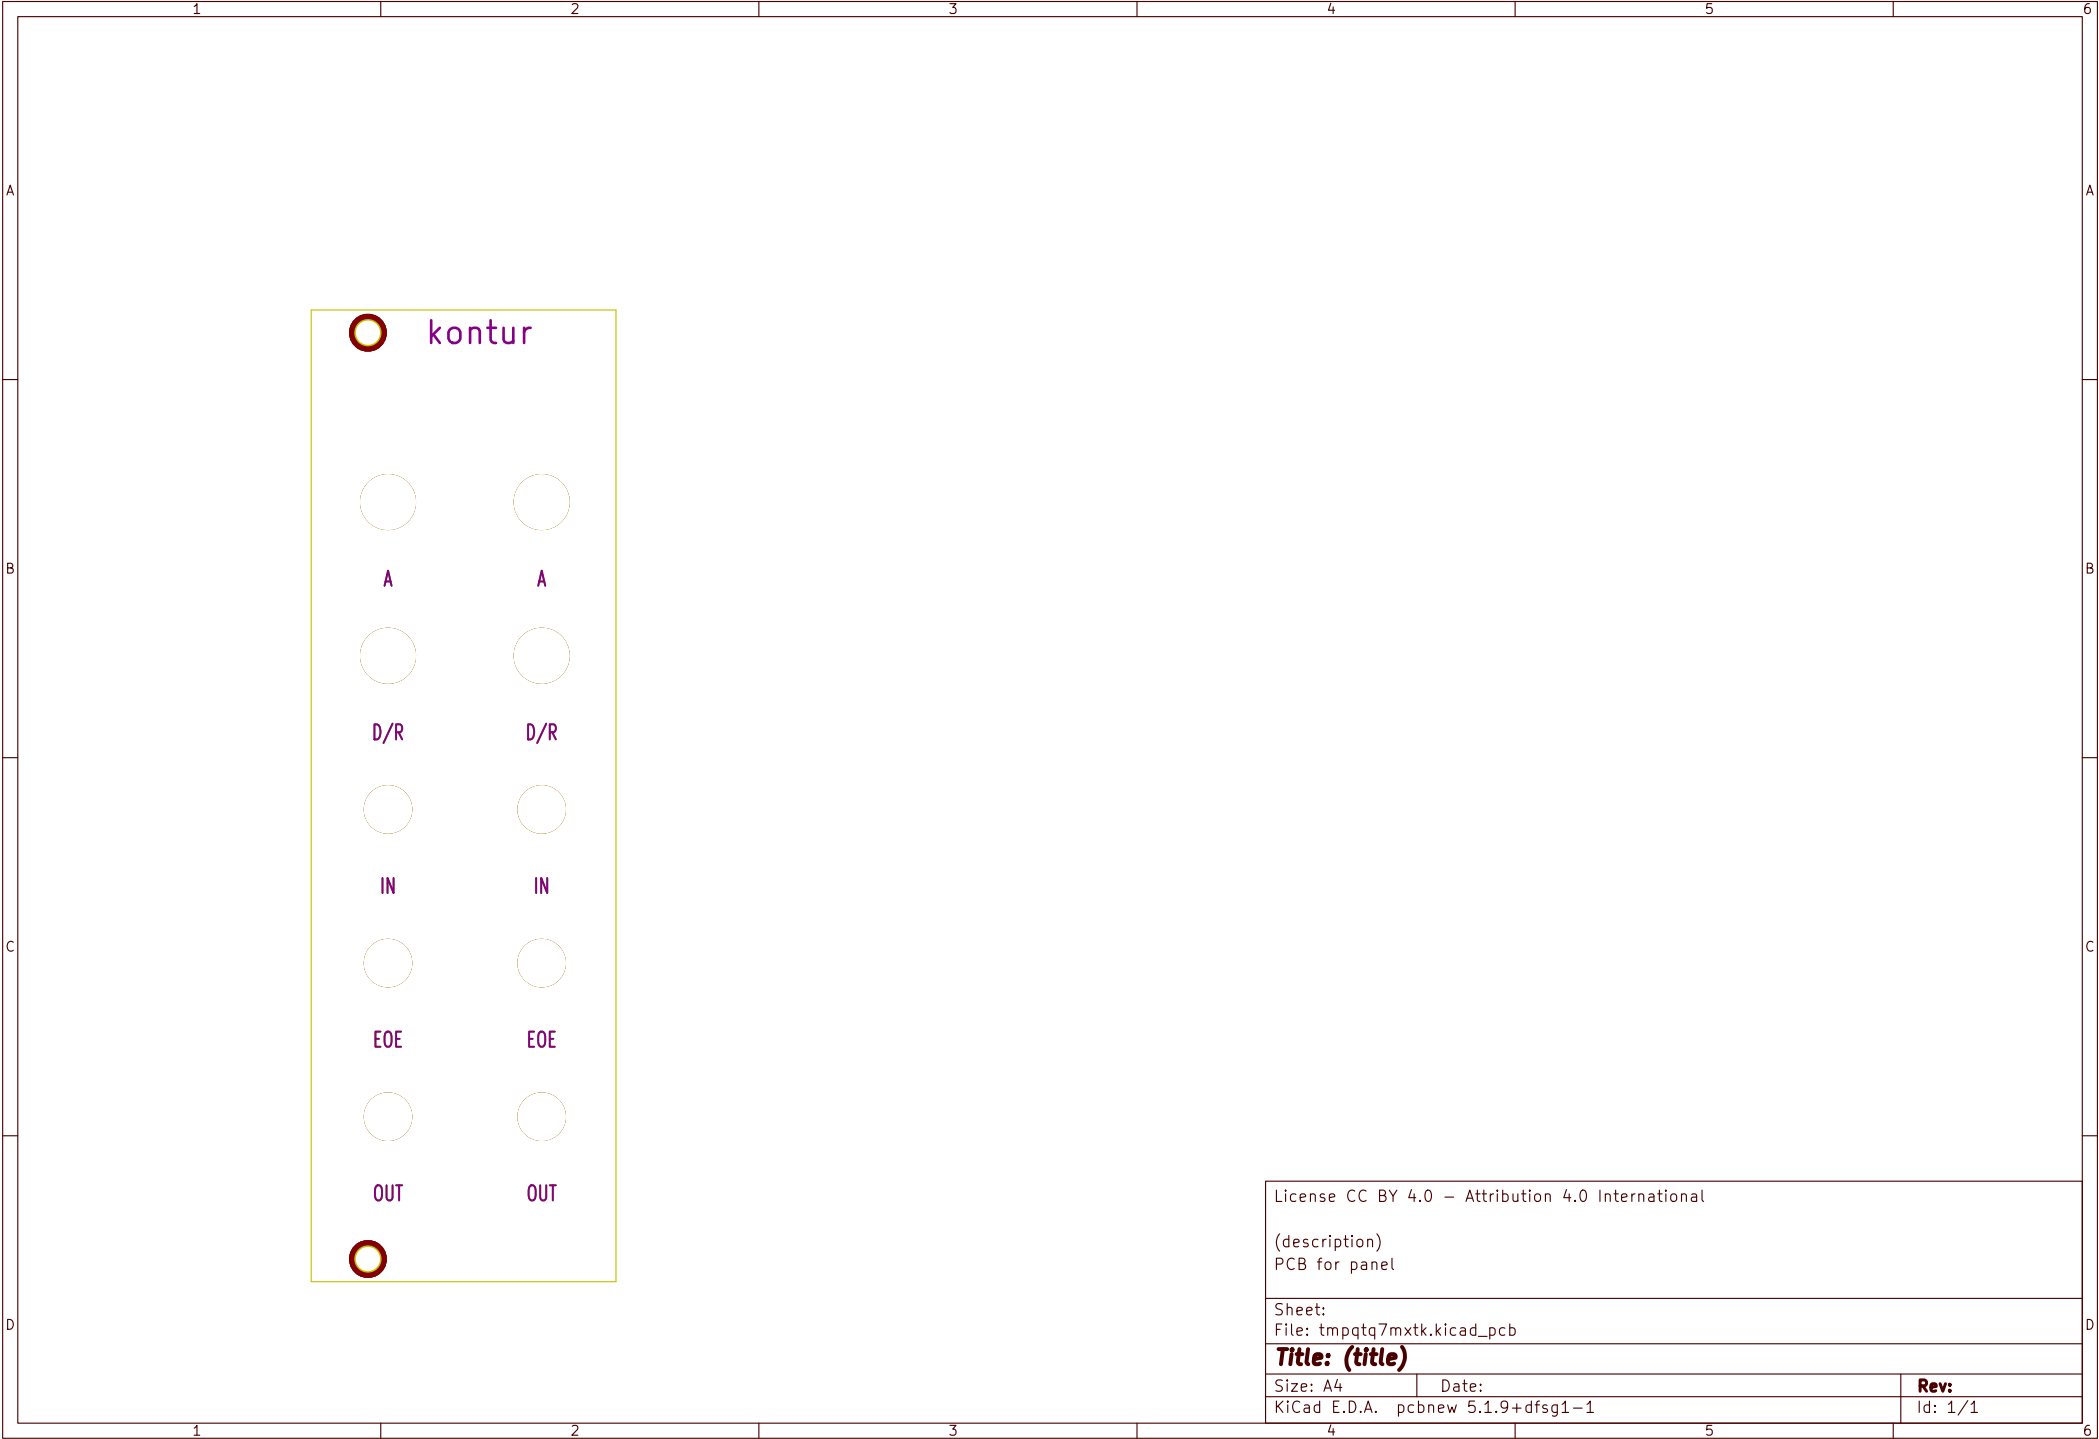 1 2 3 4 5 6
A A
kontur
B A A B
D/R D/R
IN IN
C C
EOE EOE
OUT OUT
License CC BY 4.0 - Attribution 4.0 International
(description)
PCB for panel
Sheet:
D D
File: tmpqtq7mxtk.kicad_pcb
Title: (title)
Size: A4 Date: Rev:
KiCad E.D.A. pcbnew 5.1.9+dfsg1-1 Id: 1/1
1 2 3 4 5 6